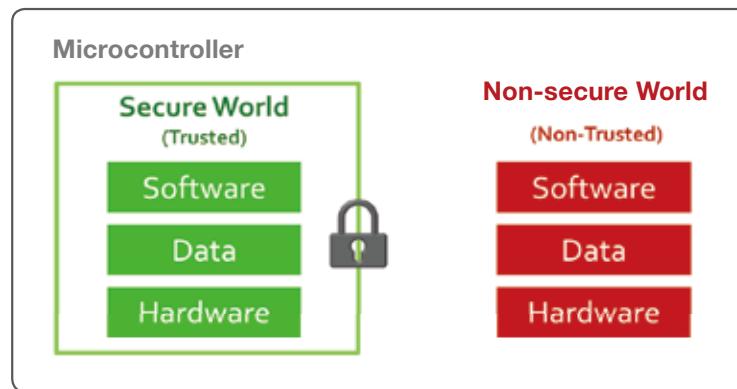 Microcontroller
Secure World
(Trusted)
Software
Data
Hardware
Non-secure World
(Non-Trusted)
Software
Data
Hardware